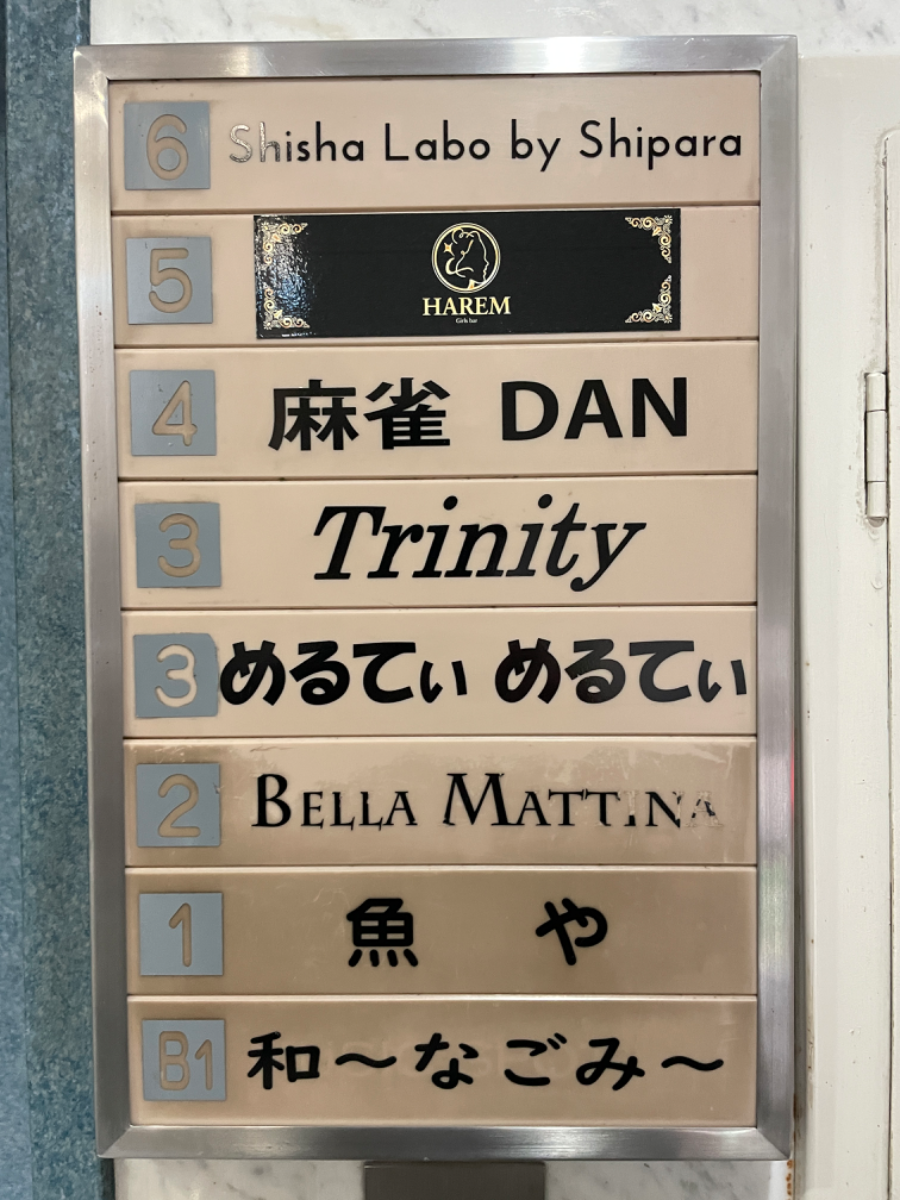 6 Shisha Labo by Shipara
5
HAREM
Girls bar
4 麻雀 DAN
3 Trinity
3 めるてぃ めるてぃ
2 BELLA MATTINA
1 魚 や
B1 和～なごみ～